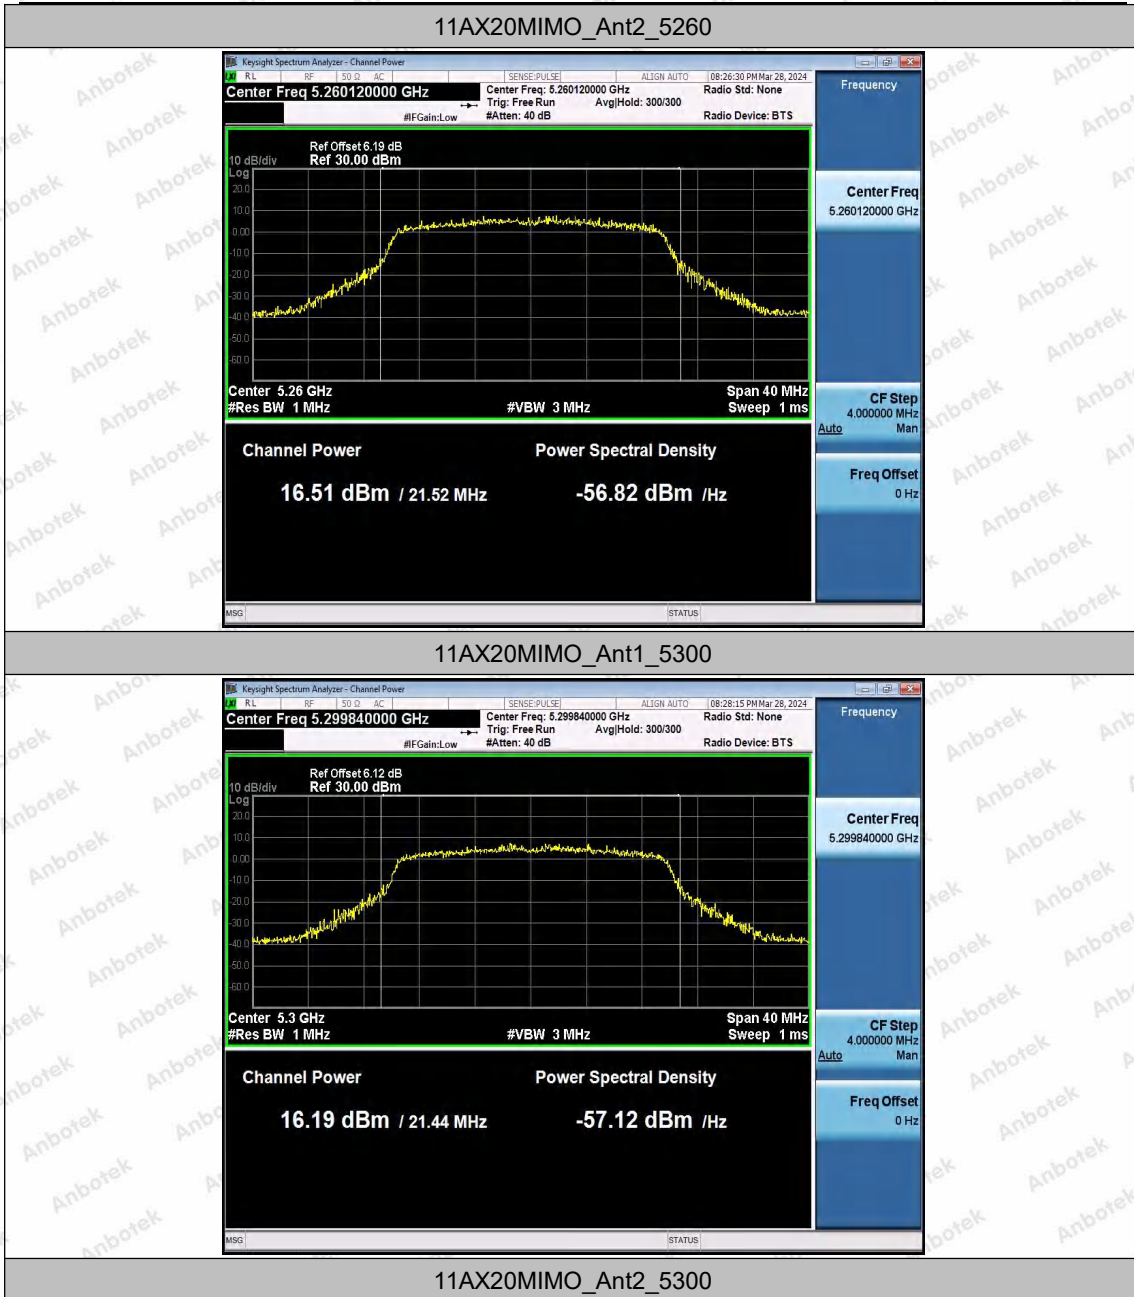 11AX20MIMO_Ant2_5260
Keysight Spectrum Analyzer - Channel Power
LXI RL RF 50 Ω AC SENSE:PULSE ALIGN AUTO 08:26:30 PM Mar 28, 2024
Center Freq 5.260120000 GHz Center Freq: 5.260120000 GHz Radio Std: None
Trig: Free Run Avg|Hold: 300/300
#IFGain:Low #Atten: 40 dB Radio Device: BTS
Frequency
Ref Offset 6.19 dB
10 dB/div Ref 30.00 dBm
Log
20.0
10.0
0.00
-10.0
-20.0
-30.0
-40.0
-50.0
-60.0
Center Freq
5.260120000 GHz
Center 5.26 GHz Span 40 MHz
#Res BW 1 MHz #VBW 3 MHz Sweep 1 ms
CF Step
4.000000 MHz
Auto Man
Channel Power Power Spectral Density
16.51 dBm / 21.52 MHz -56.82 dBm /Hz
Freq Offset
0 Hz
MSG STATUS
11AX20MIMO_Ant1_5300
Keysight Spectrum Analyzer - Channel Power
LXI RL RF 50 Ω AC SENSE:PULSE ALIGN AUTO 08:28:15 PM Mar 28, 2024
Center Freq 5.299840000 GHz Center Freq: 5.299840000 GHz Radio Std: None
Trig: Free Run Avg|Hold: 300/300
#IFGain:Low #Atten: 40 dB Radio Device: BTS
Frequency
Ref Offset 6.12 dB
10 dB/div Ref 30.00 dBm
Log
20.0
10.0
0.00
-10.0
-20.0
-30.0
-40.0
-50.0
-60.0
Center Freq
5.299840000 GHz
Center 5.3 GHz Span 40 MHz
#Res BW 1 MHz #VBW 3 MHz Sweep 1 ms
CF Step
4.000000 MHz
Auto Man
Channel Power Power Spectral Density
16.19 dBm / 21.44 MHz -57.12 dBm /Hz
Freq Offset
0 Hz
MSG STATUS
11AX20MIMO_Ant2_5300
Anbotek